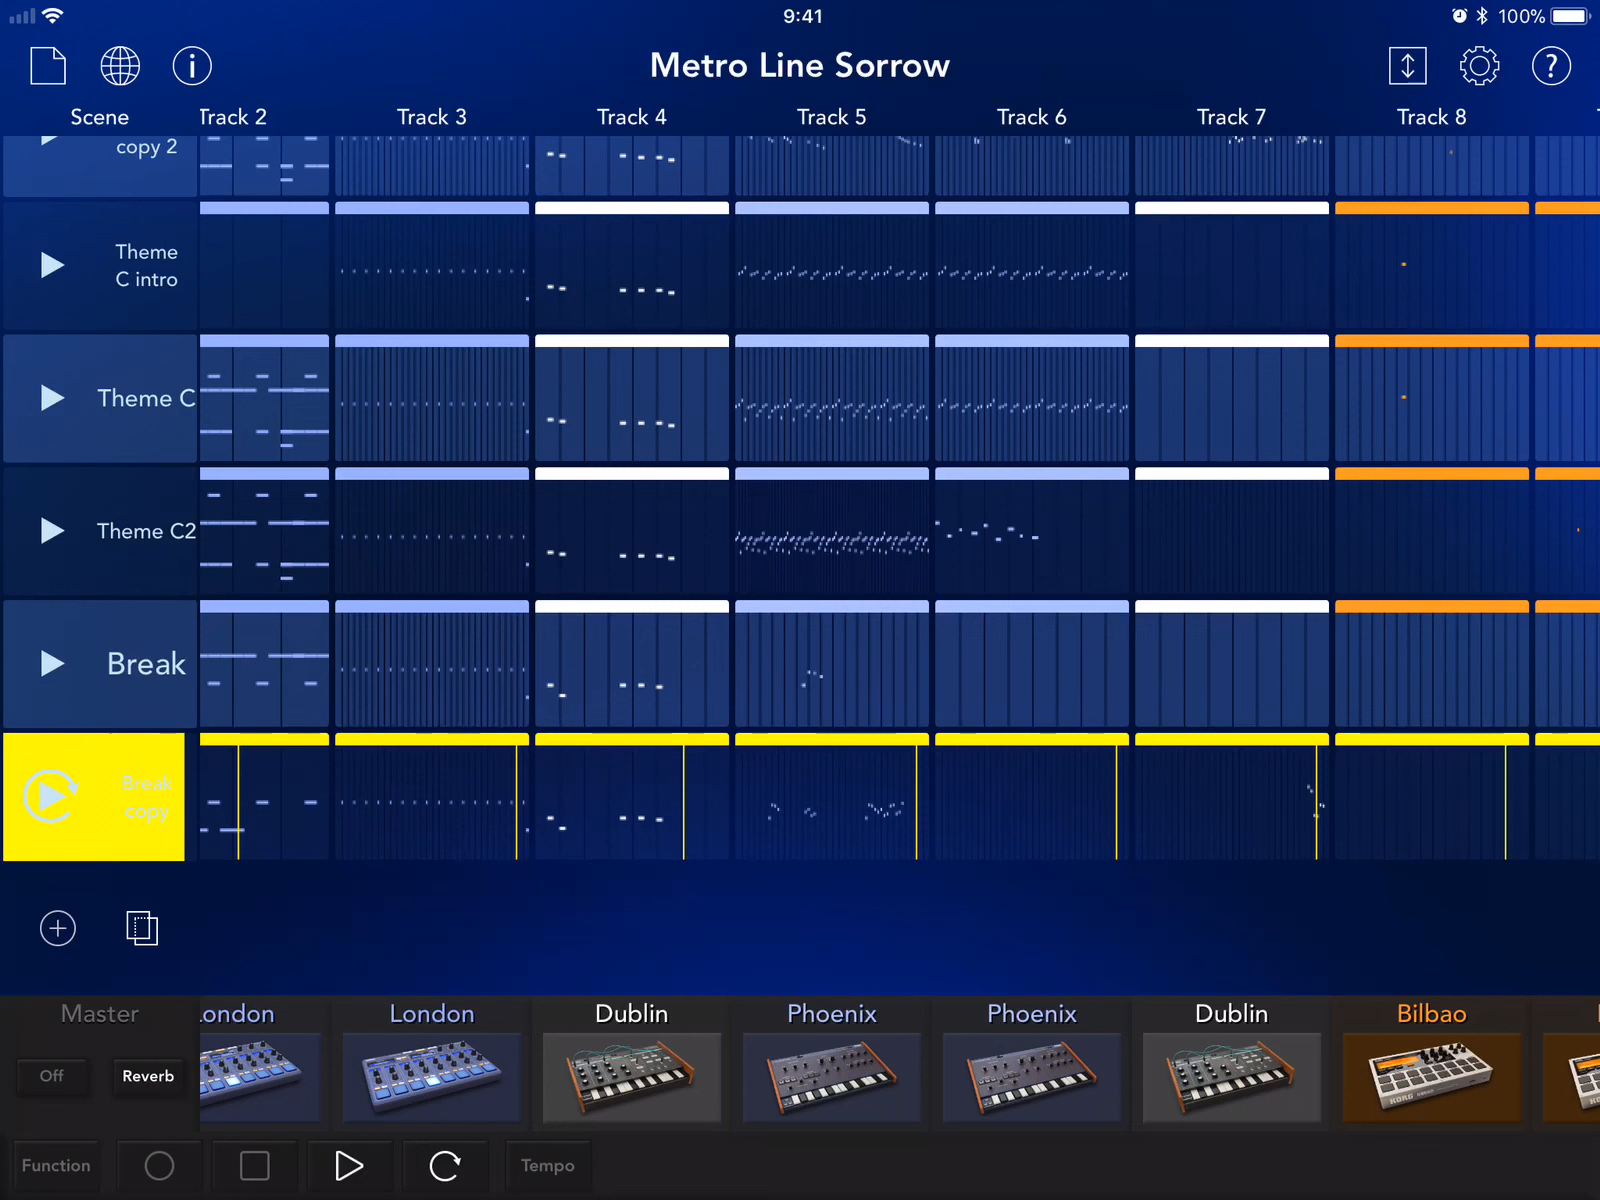 9:41
100%
Metro Line Sorrow
Scene
Track 2
Track 3
Track 4
Track 5
Track 6
Track 7
Track 8
copy 2
Theme
C intro
Theme C
Theme C2
Break
Break
copy
Master
London
London
Dublin
Phoenix
Phoenix
Dublin
Bilbao
Off
Reverb
KORG
Function
Tempo